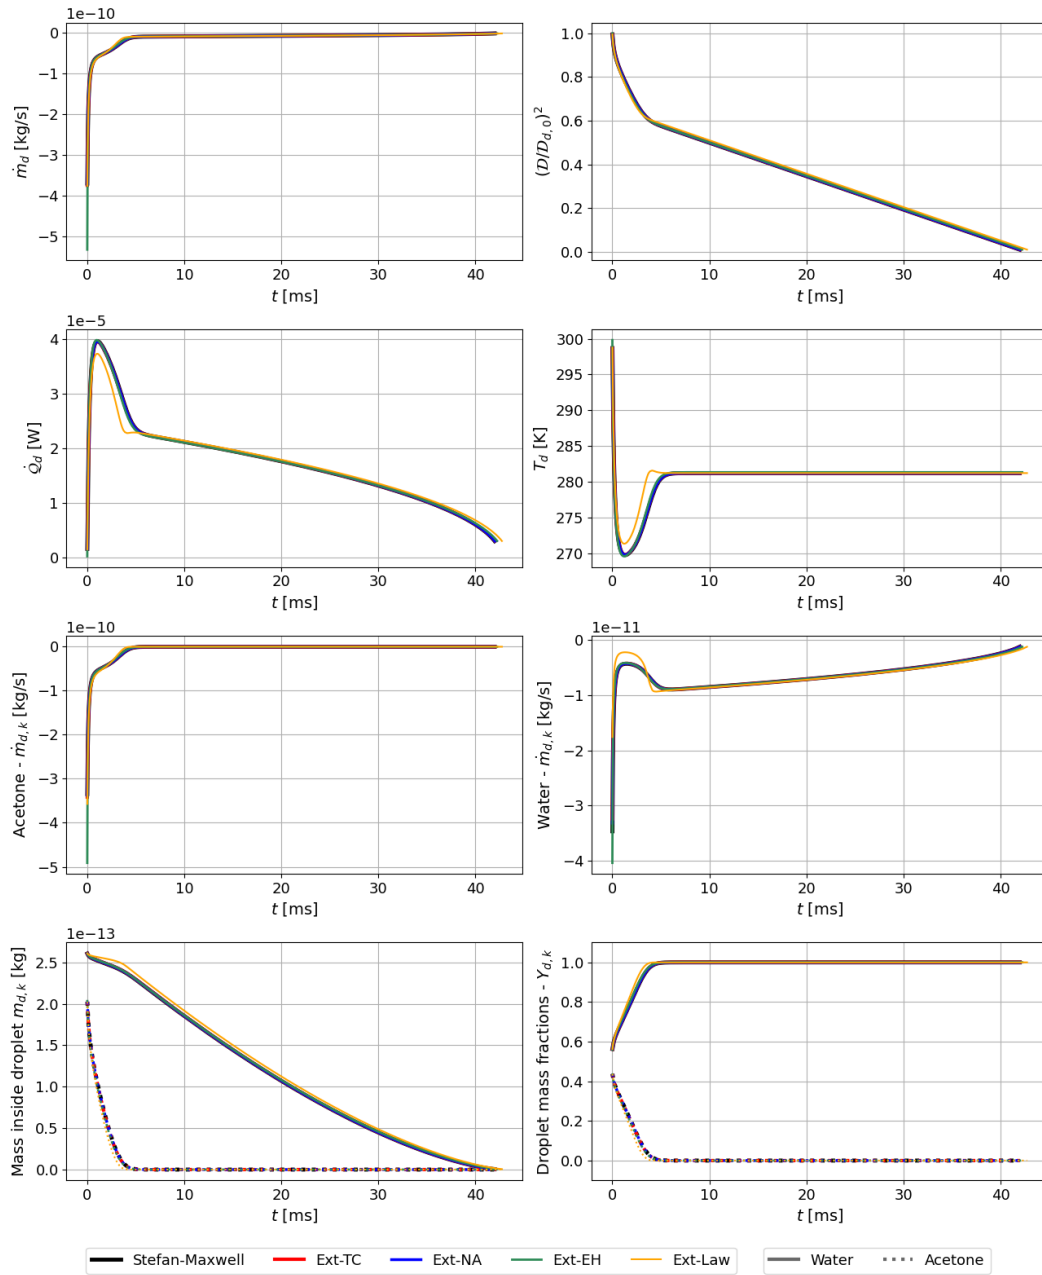 1e−10
0
−1
−2
−3
−4
−5
ṁ_d [kg/s]
0 10 20 30 40
t [ms]
1.0
0.8
0.6
0.4
0.2
0.0
(𝒟/𝒟_{d,0})²
0 10 20 30 40
t [ms]
1e−5
4
3
2
1
0
𝒬̇_d [W]
0 10 20 30 40
t [ms]
300
295
290
285
280
275
270
T_d [K]
0 10 20 30 40
t [ms]
1e−10
0
−1
−2
−3
−4
−5
Acetone - ṁ_{d,k} [kg/s]
0 10 20 30 40
t [ms]
1e−11
0
−1
−2
−3
−4
Water - ṁ_{d,k} [kg/s]
0 10 20 30 40
t [ms]
1e−13
2.5
2.0
1.5
1.0
0.5
0.0
Mass inside droplet m_{d,k} [kg]
0 10 20 30 40
t [ms]
1.0
0.8
0.6
0.4
0.2
0.0
Droplet mass fractions - Y_{d,k}
0 10 20 30 40
t [ms]
Stefan-Maxwell Ext-TC Ext-NA Ext-EH Ext-Law Water Acetone